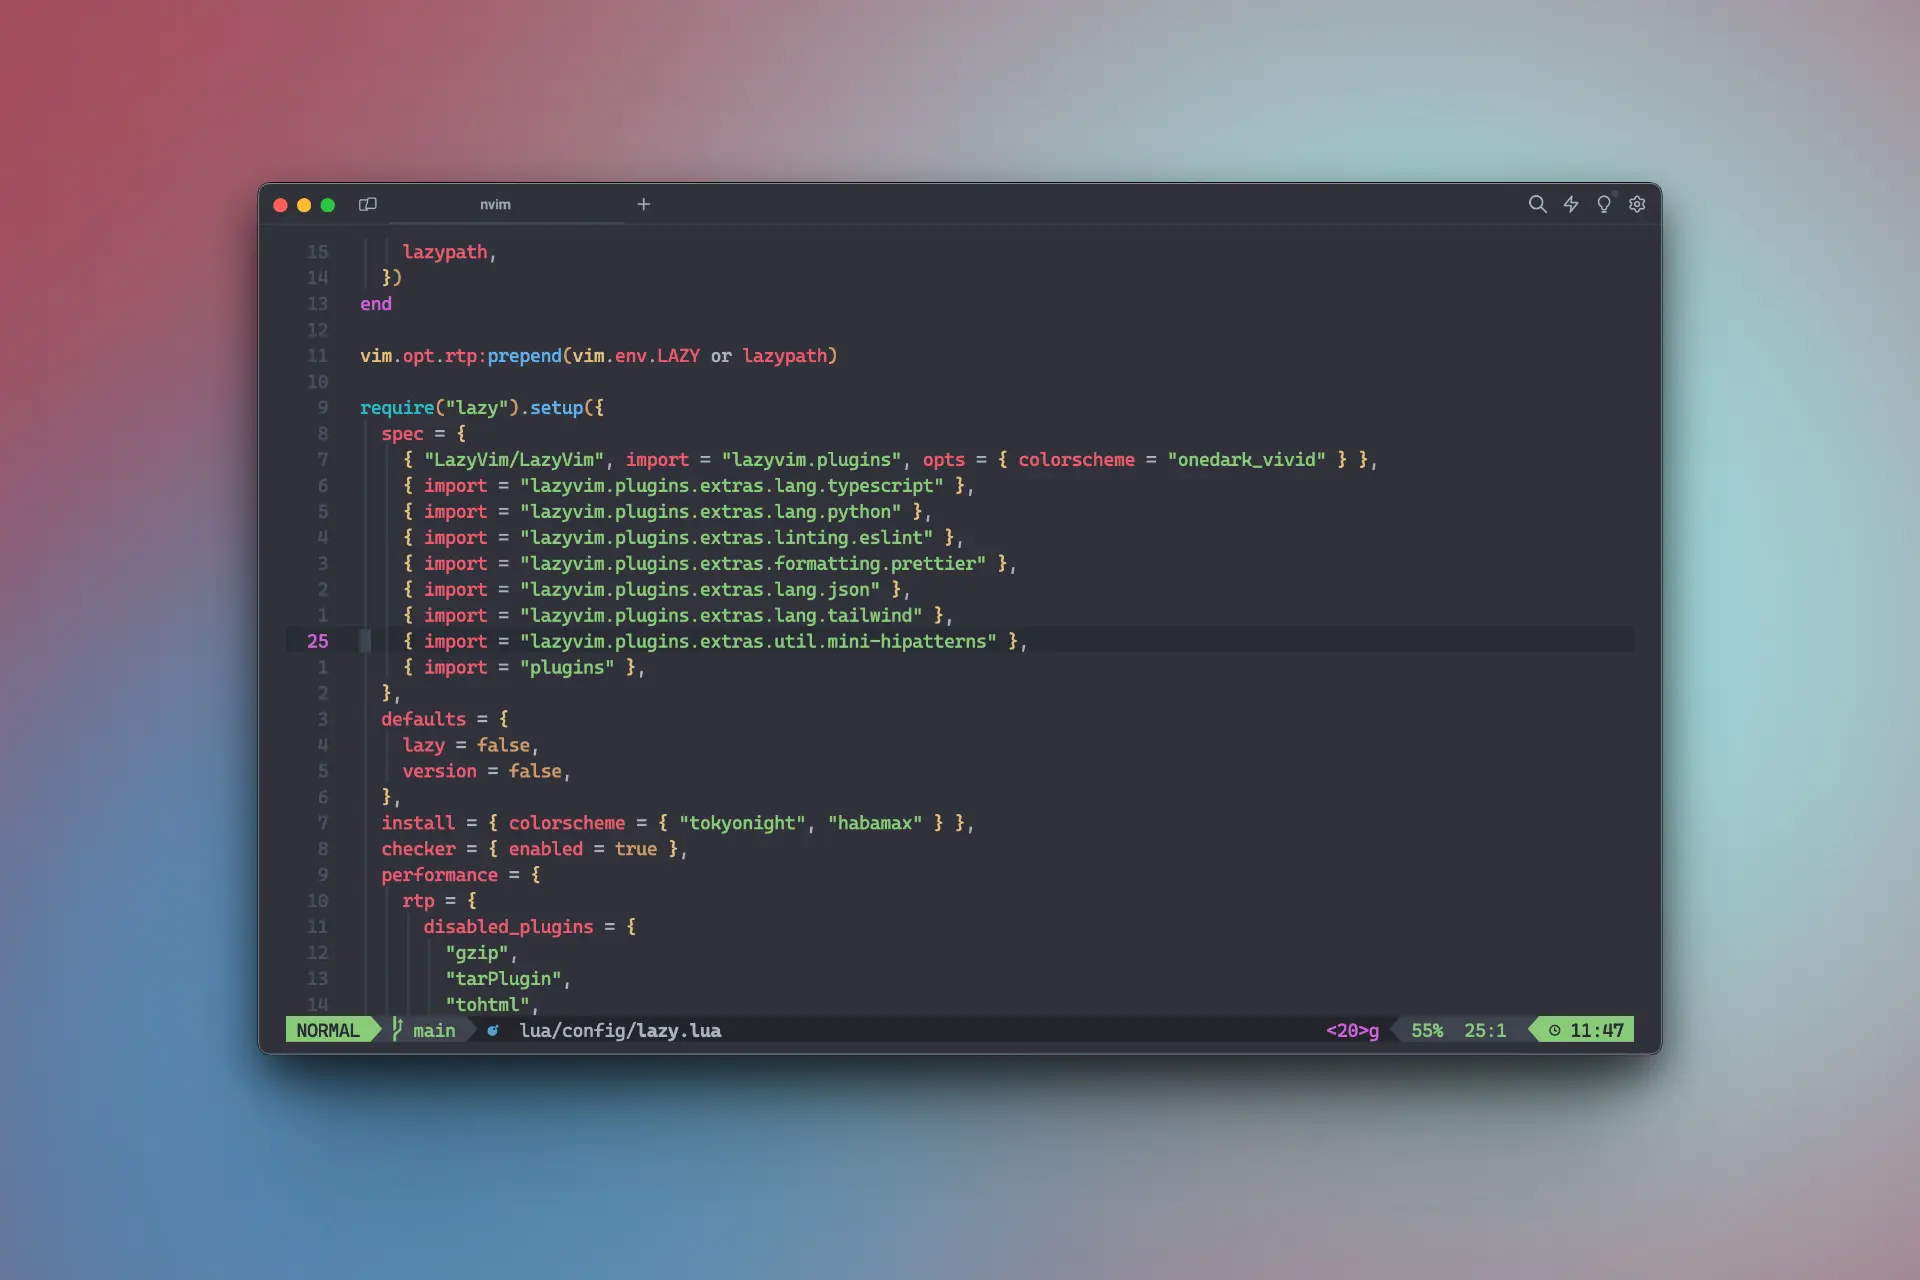 nvim
15 lazypath,
14 })
13 end
12
11 vim.opt.rtp:prepend(vim.env.LAZY or lazypath)
10
9 require("lazy").setup({
8 spec = {
7 { "LazyVim/LazyVim", import = "lazyvim.plugins", opts = { colorscheme = "onedark_vivid" } },
6 { import = "lazyvim.plugins.extras.lang.typescript" },
5 { import = "lazyvim.plugins.extras.lang.python" },
4 { import = "lazyvim.plugins.extras.linting.eslint" },
3 { import = "lazyvim.plugins.extras.formatting.prettier" },
2 { import = "lazyvim.plugins.extras.lang.json" },
1 { import = "lazyvim.plugins.extras.lang.tailwind" },
25 { import = "lazyvim.plugins.extras.util.mini-hipatterns" },
1 { import = "plugins" },
2 },
3 defaults = {
4 lazy = false,
5 version = false,
6 },
7 install = { colorscheme = { "tokyonight", "habamax" } },
8 checker = { enabled = true },
9 performance = {
10 rtp = {
11 disabled_plugins = {
12 "gzip",
13 "tarPlugin",
14 "tohtml",
NORMAL main lua/config/lazy.lua <20>g 55% 25:1 11:47